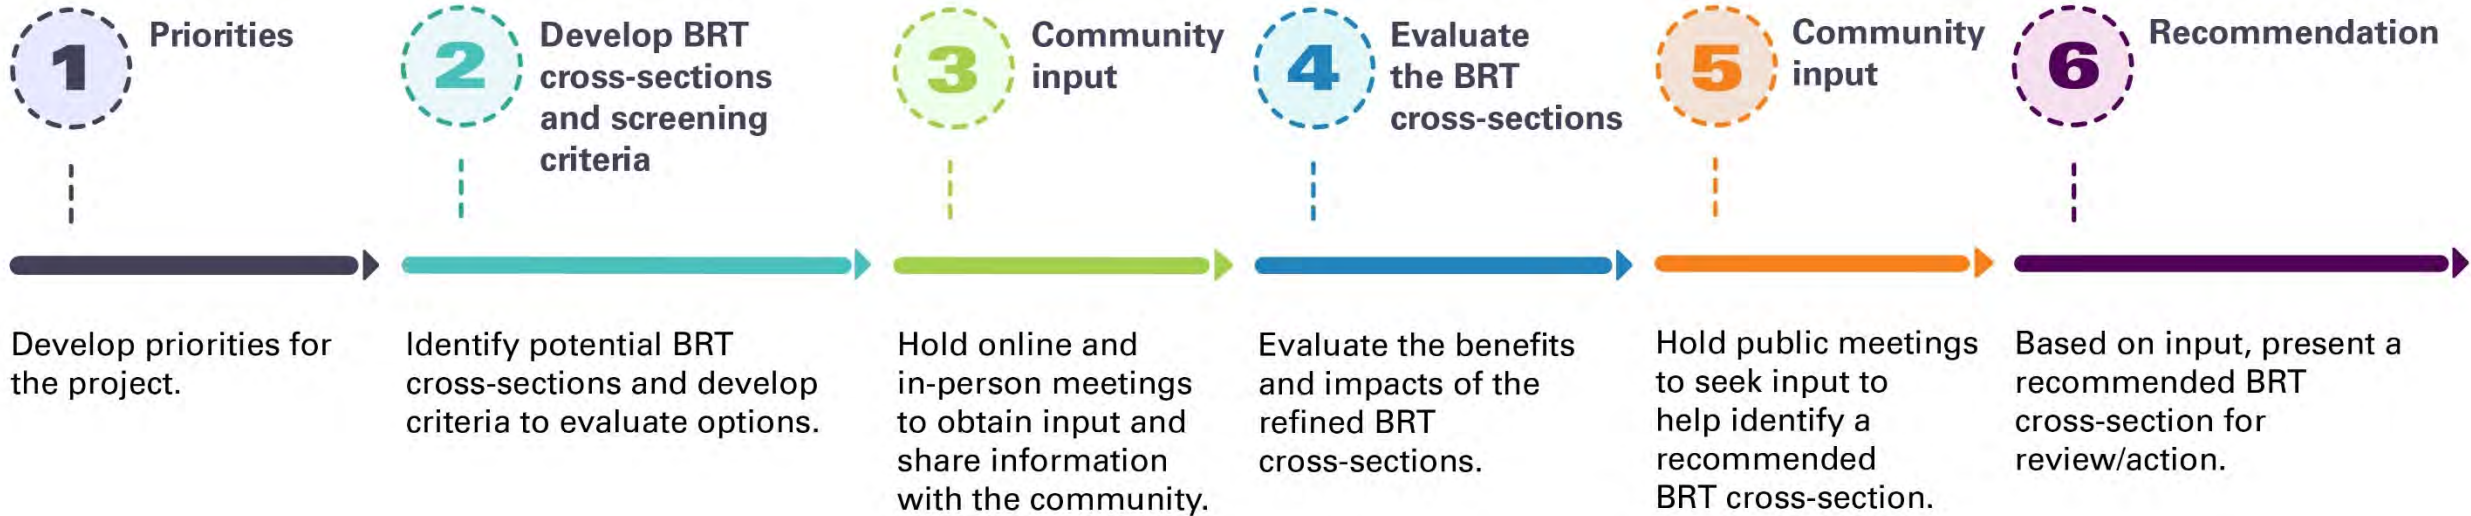 1
Priorities
Develop priorities for
the project.
2
Develop BRT
cross-sections
and screening
criteria
Identify potential BRT
cross-sections and develop
criteria to evaluate options.
3
Community
input
Hold online and
in-person meetings
to obtain input and
share information
with the community.
4
Evaluate
the BRT
cross-sections
Evaluate the benefits
and impacts of the
refined BRT
cross-sections.
5
Community
input
Hold public meetings
to seek input to
help identify a
recommended
BRT cross-section.
6
Recommendation
Based on input, present a
recommended BRT
cross-section for
review/action.